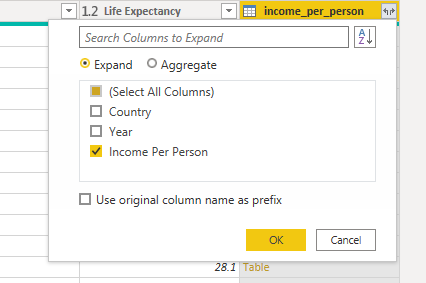 1.2 Life Expectancy income_per_person
Search Columns to Expand
A
Z
Expand Aggregate
(Select All Columns)
Country
Year
Income Per Person
Use original column name as prefix
OK Cancel
28.1 Table